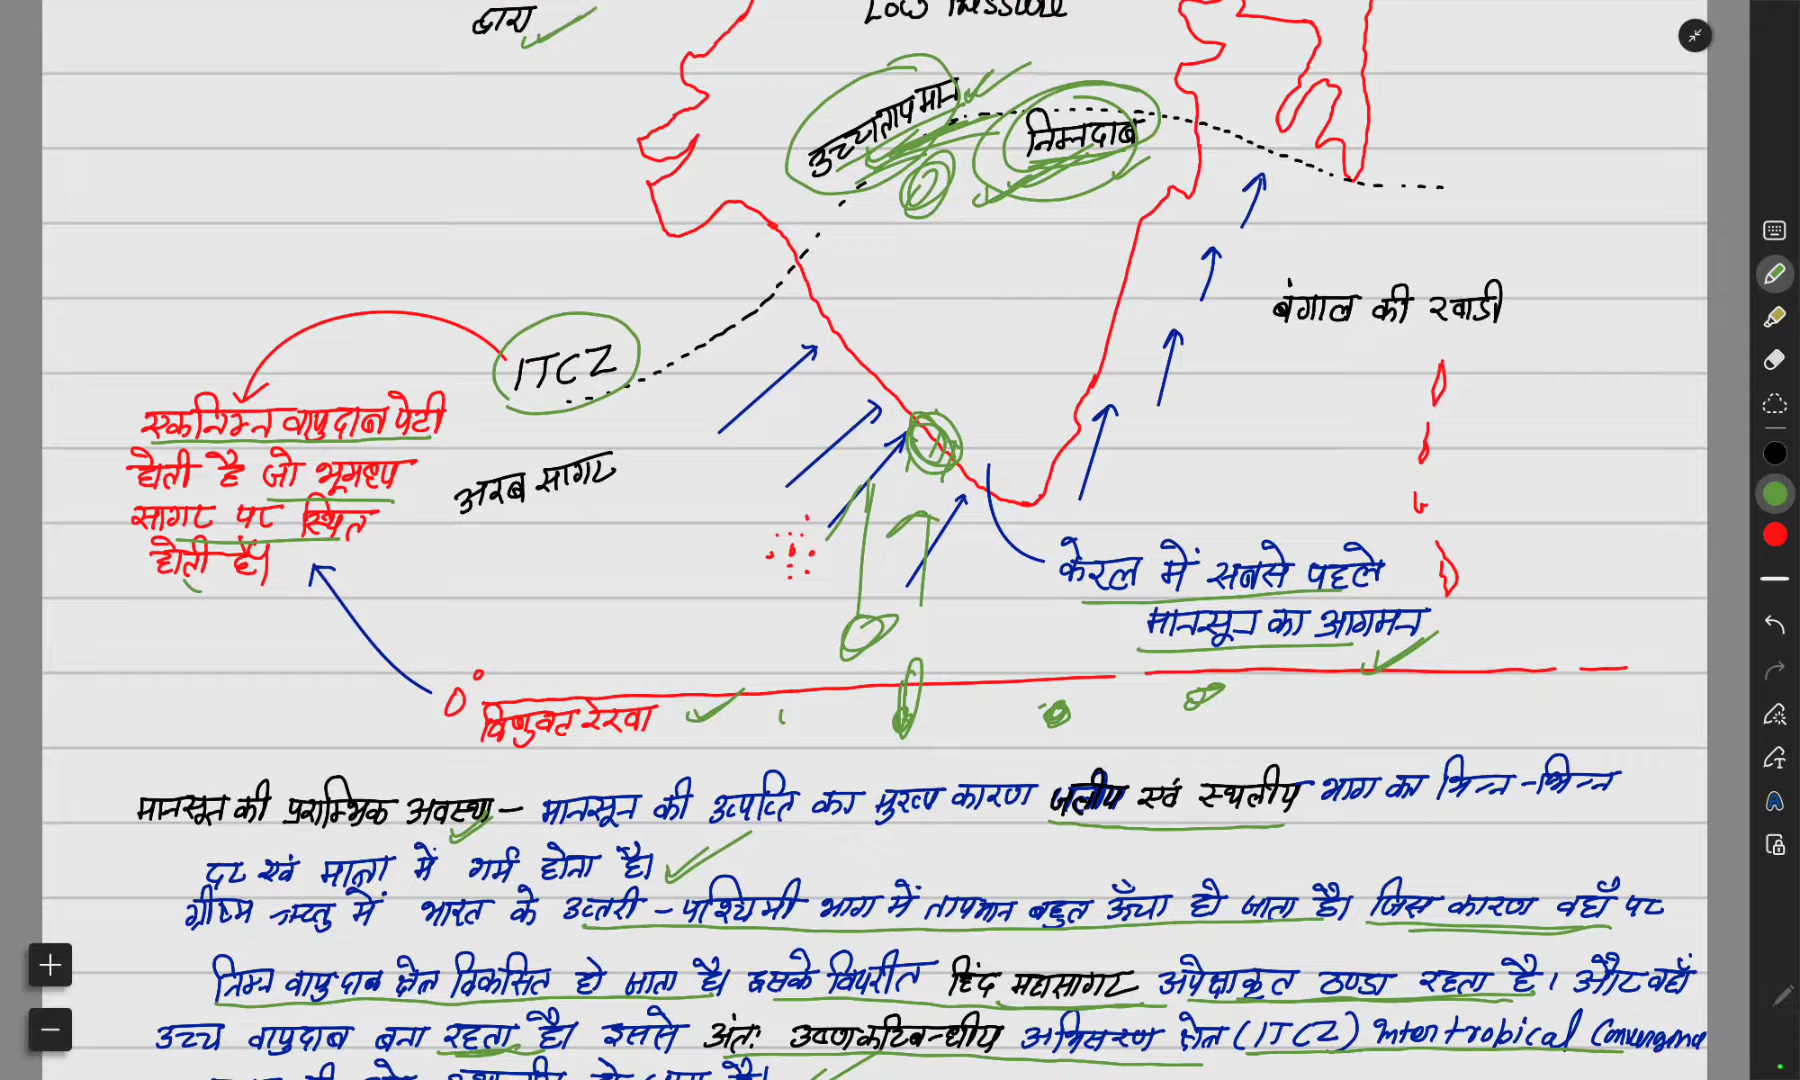 द्वारा
Low Pressure
उच्चतापमान
निम्नदाब
बंगाल की खाड़ी
ITCZ
एक निम्न वायुदाब पेटी
होती है जो भूमध्य
सागर पर स्थित
होती है।
अरब सागर
केरल में सबसे पहले
मानसून का आगमन
0°
विषुवत रेखा
मानसून की प्रारम्भिक अवस्था – मानसून की उत्पत्ति का मुख्य कारण जलीय एवं स्थलीय भाग का भिन्न-भिन्न
दर एवं मात्रा में गर्म होना है।
ग्रीष्म ऋतु में भारत के उत्तरी - पश्चिमी भाग में तापमान बहुत ऊँचा हो जाता है। जिस कारण वहाँ पर
निम्न वायुदाब क्षेत्र विकसित हो जाता है। इसके विपरीत हिंद महासागर अपेक्षाकृत ठण्डा रहता है। और वहाँ
उच्च वायुदाब बना रहता है। इससे अंतः उष्णकटिबन्धीय अभिसरण क्षेत्र (ITCZ) Intertropical Convergence